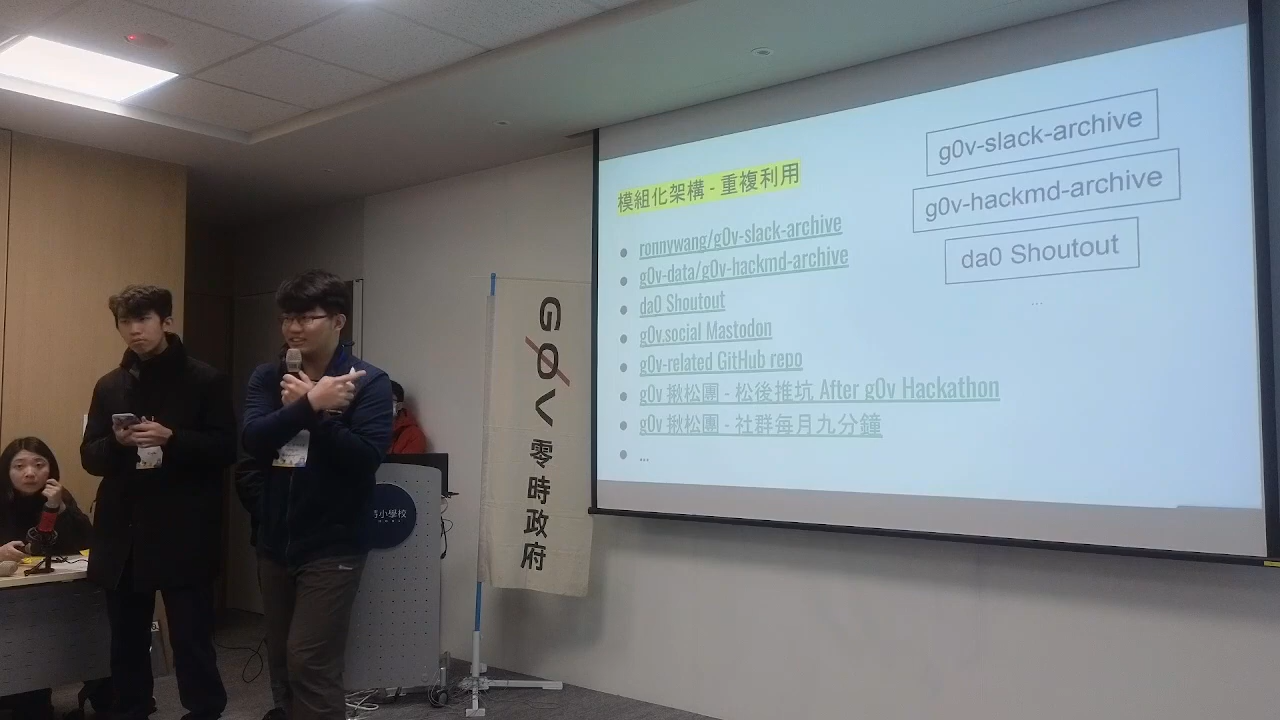 模組化架構 - 重複利用
ronnywang/g0v-slack-archive
g0v-data/g0v-hackmd-archive
da0 Shoutout
g0v.social Mastodon
g0v-related GitHub repo
g0v 揪松團 - 松後推坑 After g0v Hackathon
g0v 揪松團 - 社群每月九分鐘
...
g0v-slack-archive
g0v-hackmd-archive
da0 Shoutout
...
G0V 零時政府
小學校